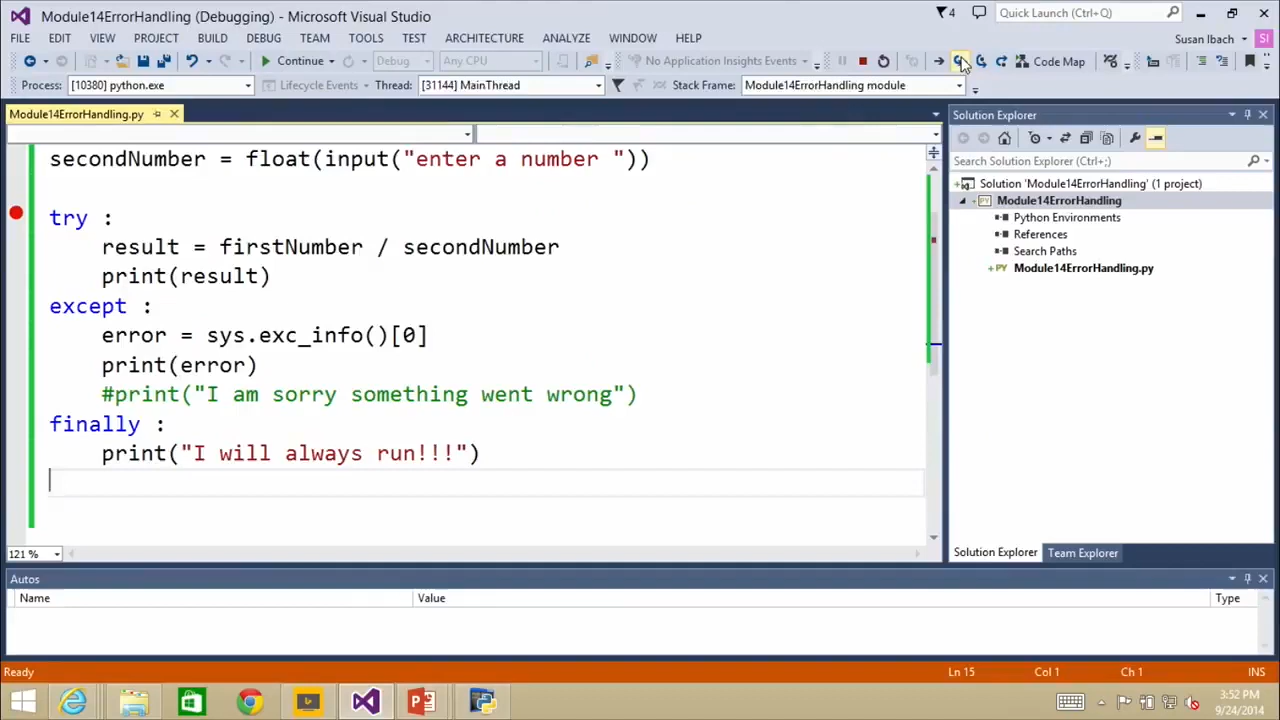 Module14ErrorHandling (Debugging) - Microsoft Visual Studio
4
Quick Launch (Ctrl+Q)
FILE EDIT VIEW PROJECT BUILD DEBUG TEAM TOOLS TEST ARCHITECTURE ANALYZE WINDOW HELP
Susan Ibach SI
Continue Debug Any CPU No Application Insights Events Code Map
Process: [10380] python.exe Lifecycle Events Thread: [31144] MainThread Stack Frame: Module14ErrorHandling module
Module14ErrorHandling.py
secondNumber = float(input("enter a number "))
try :
result = firstNumber / secondNumber
print(result)
except :
error = sys.exc_info()[0]
print(error)
#print("I am sorry something went wrong")
finally :
print("I will always run!!!")
121 %
Solution Explorer
Search Solution Explorer (Ctrl+;)
Solution 'Module14ErrorHandling' (1 project)
PY Module14ErrorHandling
Python Environments
References
Search Paths
PY Module14ErrorHandling.py
Solution Explorer Team Explorer
Autos
Name Value Type
Ready Ln 15 Col 1 Ch 1 INS
3:52 PM
9/24/2014